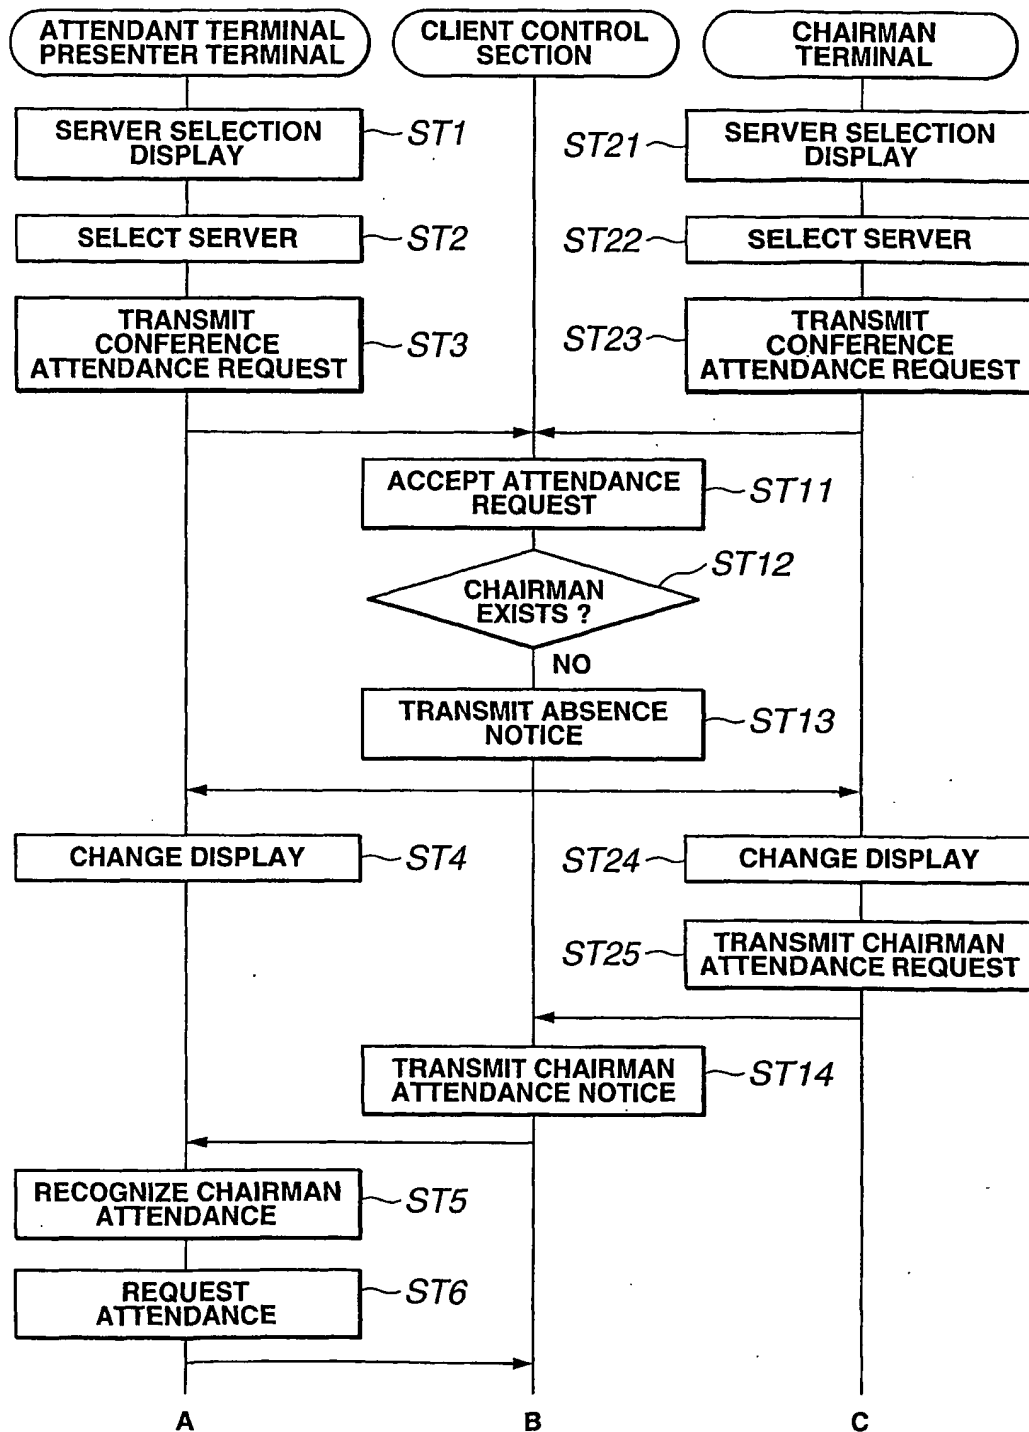 ATTENDANT TERMINAL
PRESENTER TERMINAL
CLIENT CONTROL
SECTION
CHAIRMAN
TERMINAL
SERVER SELECTION
DISPLAY
ST1
ST21
SERVER SELECTION
DISPLAY
SELECT SERVER
ST2
ST22
SELECT SERVER
TRANSMIT
CONFERENCE
ATTENDANCE REQUEST
ST3
ST23
TRANSMIT
CONFERENCE
ATTENDANCE REQUEST
ACCEPT ATTENDANCE
REQUEST
ST11
CHAIRMAN
EXISTS ?
ST12
NO
TRANSMIT ABSENCE
NOTICE
ST13
CHANGE DISPLAY
ST4
ST24
CHANGE DISPLAY
ST25
TRANSMIT CHAIRMAN
ATTENDANCE REQUEST
TRANSMIT CHAIRMAN
ATTENDANCE NOTICE
ST14
RECOGNIZE CHAIRMAN
ATTENDANCE
ST5
REQUEST
ATTENDANCE
ST6
A
B
C